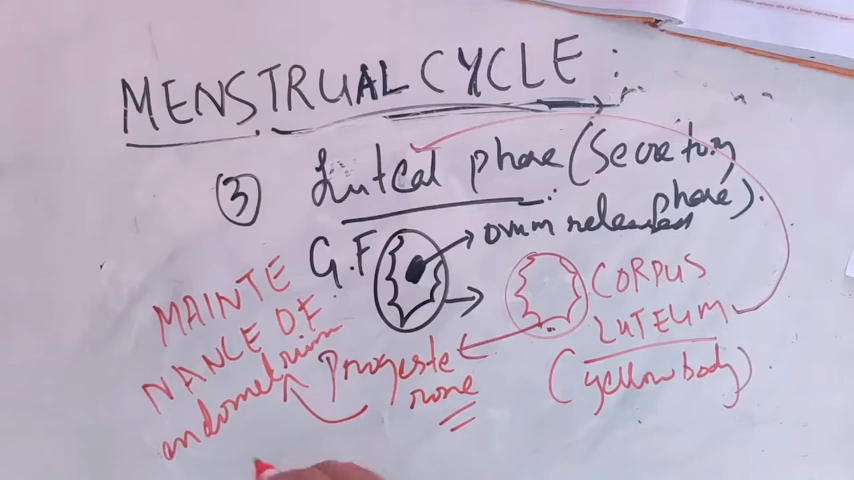 MENSTRUAL CYCLE :
③ Luteal phase (Secretory
phase).
G.F
ovum released
CORPUS
LUTEUM
(yellow body)
Progeste
rone
MAINTE
NANCE OF
endometrium